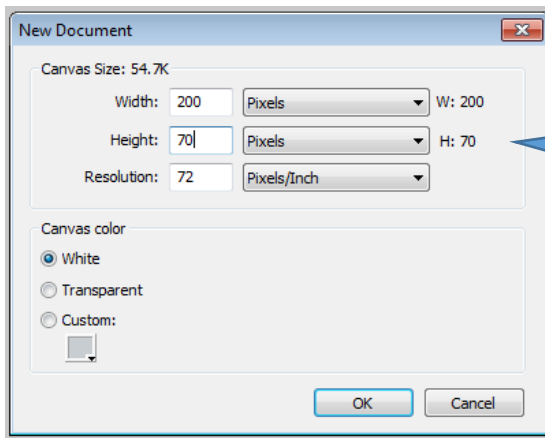 New Document
Canvas Size: 54.7K
Width: 200 Pixels W: 200
Height: 70 Pixels H: 70
Resolution: 72 Pixels/Inch
Canvas color
White
Transparent
Custom:
OK Cancel